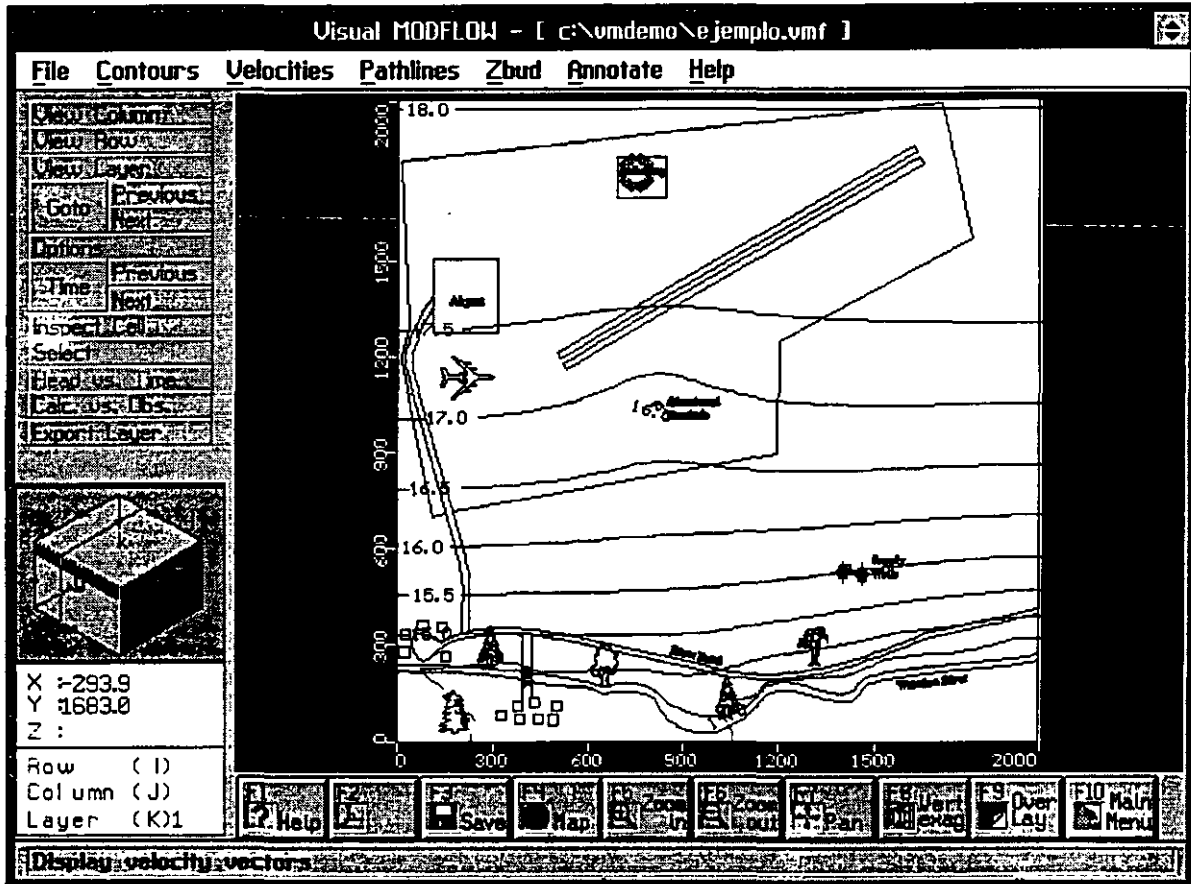 Visual MODFLOW - [ c:\vmdemo\ejemplo.vmf ]
File Contours Velocities Pathlines Zbud Annotate Help
View Column
View Row
View Layer
Goto
Previous
Next
Options
Time
Previous
Next
Inspect Cell
Select
Head vs. Time
Calc. vs. Obs.
Export Layer
X :-293.9
Y :1683.0
Z :
Row (I)
Column (J)
Layer (K)1
2000
1500
1200
900
600
300
0
18.0
17.0
16.5
16.0
15.5
0
300
600
900
1200
1500
2000
F1 Help
F2
F3 Save
F4 Map
F5 Zoom in
F6 Zoom out
F7 Pan
F8 Vert exag
F9 Over Lay
F10 Main Menu
Display velocity vectors